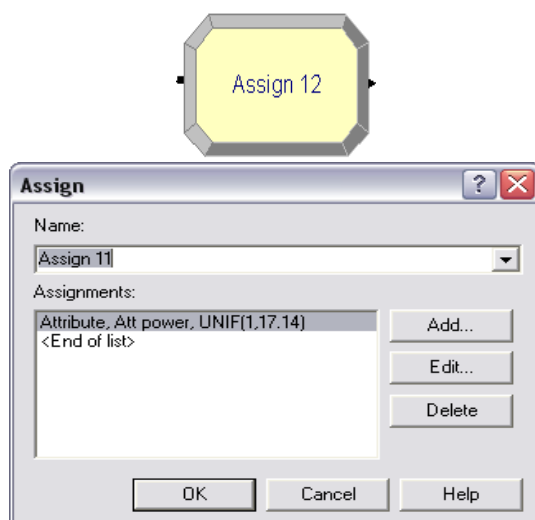 Assign 12
Assign
?
Name:
Assign 11
Assignments:
Attribute, Att power, UNIF(1,17.14)
<End of list>
Add...
Edit...
Delete
OK
Cancel
Help